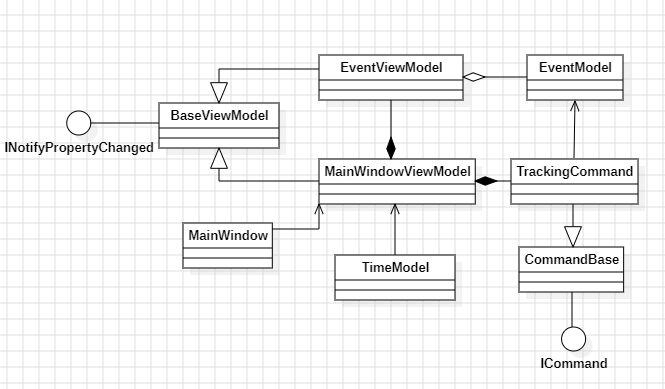 EventViewModel
EventModel
BaseViewModel
INotifyPropertyChanged
MainWindowViewModel
TrackingCommand
MainWindow
TimeModel
CommandBase
ICommand